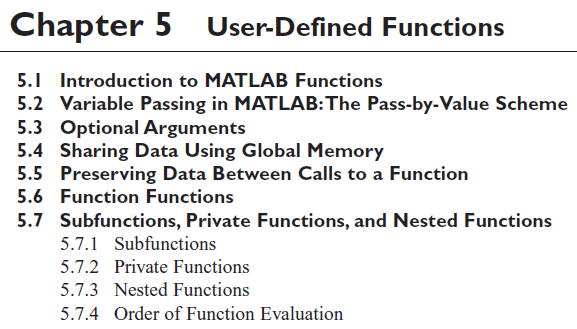 Chapter 5 User-Defined Functions
5.1 Introduction to MATLAB Functions
5.2 Variable Passing in MATLAB: The Pass-by-Value Scheme
5.3 Optional Arguments
5.4 Sharing Data Using Global Memory
5.5 Preserving Data Between Calls to a Function
5.6 Function Functions
5.7 Subfunctions, Private Functions, and Nested Functions
5.7.1 Subfunctions
5.7.2 Private Functions
5.7.3 Nested Functions
5.7.4 Order of Function Evaluation